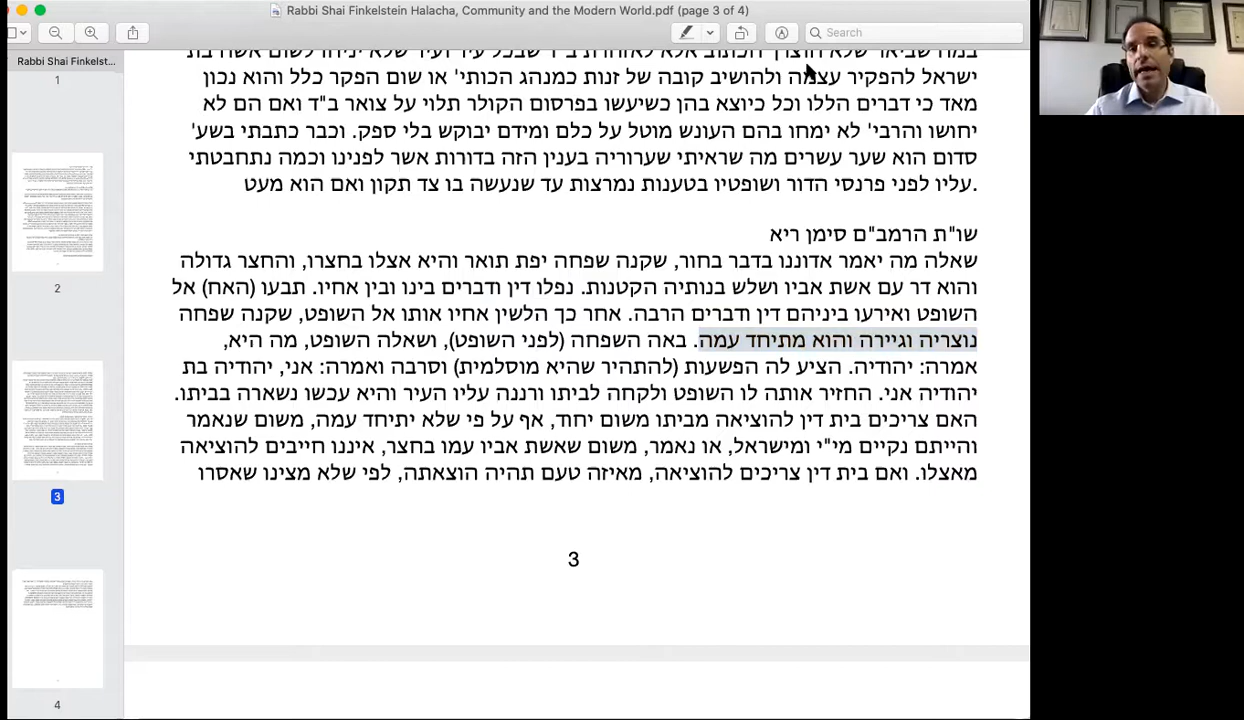 Rabbi Shai Finkelstein Halacha, Community and the Modern World.pdf (page 3 of 4)
Search
Rabbi Shai Finkelst...
1
2
3
4
ישראל להפקיר עצמה ולהושיב קובה של זנות כמנהג הכותי' או שום הפקר כלל והוא נכון
מאד כי דברים הללו וכל כיוצא בהן כשיעשו בפרסום הקולר תלוי על צואר ב"ד ואם הם לא
יחושו והרבי' לא ימחו בהם העונש מוטל על כלם ומידם יבוקש בלי ספק. וכבר כתבתי בשע'
סדום הוא שער עשרים מה שראיתי שערוריה בענין הזה בדורות אשר לפנינו וכמה נתחבטתי
עליו לפני פרנסי הדור ושופטיו בטענות נמרצות עד שנעשה בו צד תקון ואם הוא מעט.
שו"ת הרמב"ם סימן ריא
שאלה מה יאמר אדוננו בדבר בחור, שקנה שפחה יפת תואר והיא אצלו בחצרו, והחצר גדולה
והוא דר עם אשת אביו ושלש בנותיה הקטנות. נפלו דין ודברים בינו ובין אחיו. תבעו (האח) אל
השופט ואירעו ביניהם דין ודברים הרבה. אחר כך הלשין אחיו אותו אל השופט, שקנה שפחה
נוצריה וגיירה והוא מתיחד עמה. באה השפחה (לפני השופט), ושאלה השופט, מה היא,
אמרה: יהודיה. הציע לה הפשעות (להתהיר שהיא מוסלמית) וסרבה ואמרה: אני, יהודיה בת
יהודיה אני. החזיר אותה לו השופט ולקחה לביתו ורננה עליו העיר והיא עכשו נשארה בביתו.
האם צריכים בית דין להוציאה מביתו משום יחוד, אף על פי שלא יתיחד עמה, משום שנאמר
והייתם נקיים מי"י ומישראל, או נאמר, משום שאשת אביו עמו בחצר, איננו חייבים להוציאה
מאצלו. ואם בית דין צריכים להוציאה, מאיזה טעם תהיה הוצאתה, לפי שלא מצינו שאסרו
3